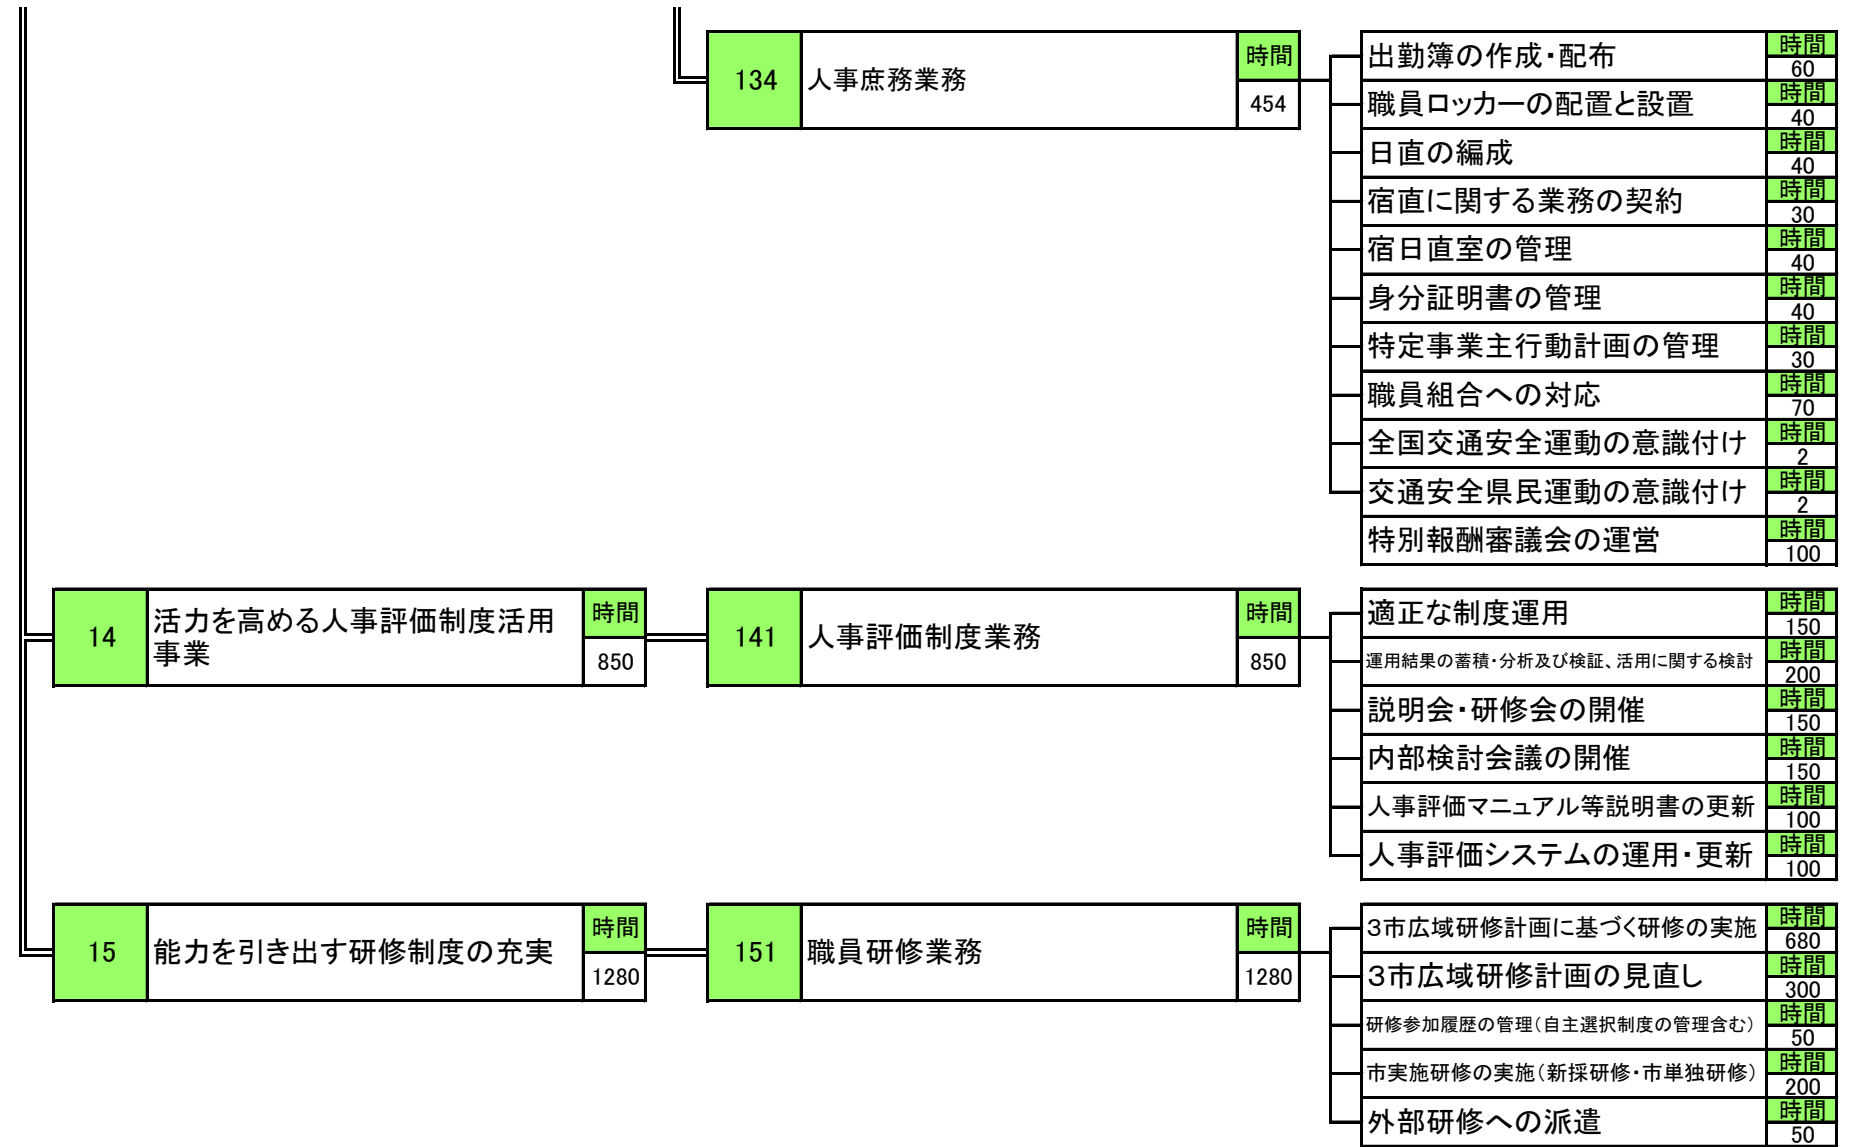 134
人事庶務業務
時間
454
出勤簿の作成・配布
時間
60
職員ロッカーの配置と設置
時間
40
日直の編成
時間
40
宿直に関する業務の契約
時間
30
宿日直室の管理
時間
40
身分証明書の管理
時間
40
特定事業主行動計画の管理
時間
30
職員組合への対応
時間
70
全国交通安全運動の意識付け
時間
2
交通安全県民運動の意識付け
時間
2
特別報酬審議会の運営
時間
100
14
活力を高める人事評価制度活用
事業
時間
850
141
人事評価制度業務
時間
850
適正な制度運用
時間
150
運用結果の蓄積・分析及び検証、活用に関する検討
時間
200
説明会・研修会の開催
時間
150
内部検討会議の開催
時間
150
人事評価マニュアル等説明書の更新
時間
100
人事評価システムの運用・更新
時間
100
15
能力を引き出す研修制度の充実
時間
1280
151
職員研修業務
時間
1280
3市広域研修計画に基づく研修の実施
時間
680
3市広域研修計画の見直し
時間
300
研修参加履歴の管理(自主選択制度の管理含む)
時間
50
市実施研修の実施(新採研修・市単独研修)
時間
200
外部研修への派遣
時間
50